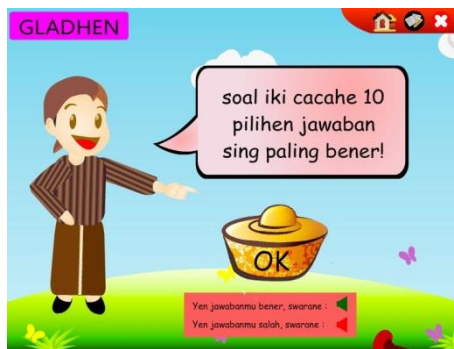 GLADHEN
soal iki cacahe 10
pilihen jawaban
sing paling bener!
OK
Yen jawabanmu bener, swarane :
Yen jawabanmu salah, swarane :